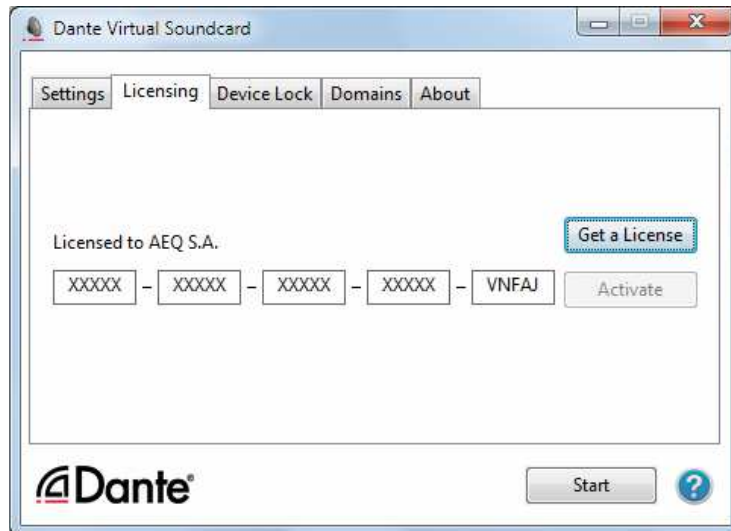 Dante Virtual Soundcard
Settings Licensing Device Lock Domains About
Licensed to AEQ S.A.
Get a License
XXXXX – XXXXX – XXXXX – XXXXX – VNFAJ
Activate
Dante®
Start
?